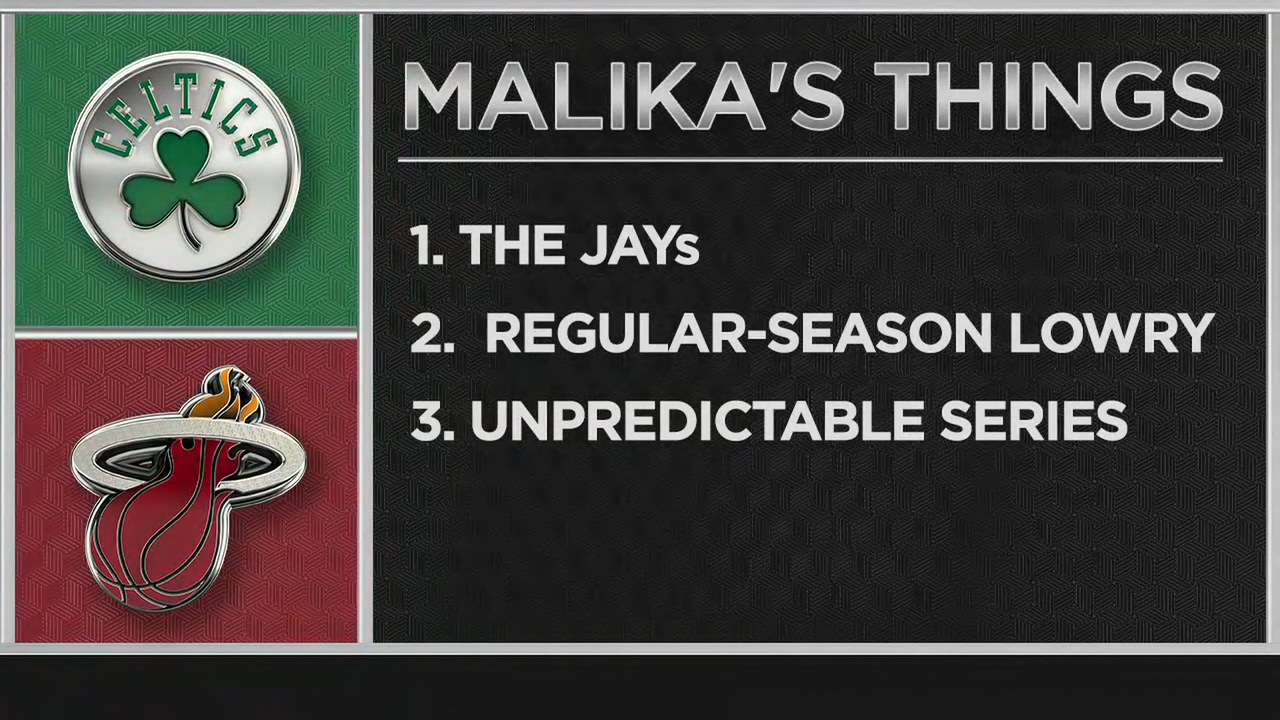 CELTICS
MALIKA'S THINGS
1. THE JAYs
2. REGULAR-SEASON LOWRY
3. UNPREDICTABLE SERIES